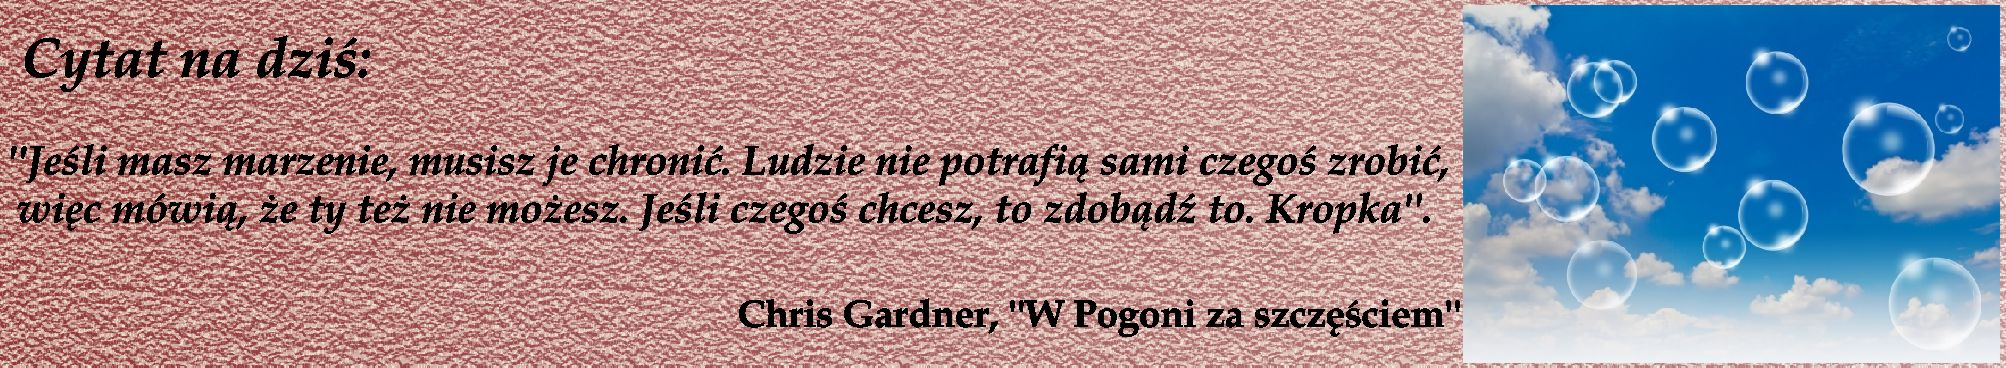 Cytat na dziś:
"Jeśli masz marzenie, musisz je chronić. Ludzie nie potrafią sami czegoś zrobić,
więc mówią, że ty też nie możesz. Jeśli czegoś chcesz, to zdobądź to. Kropka".
Chris Gardner, "W Pogoni za szczęściem"